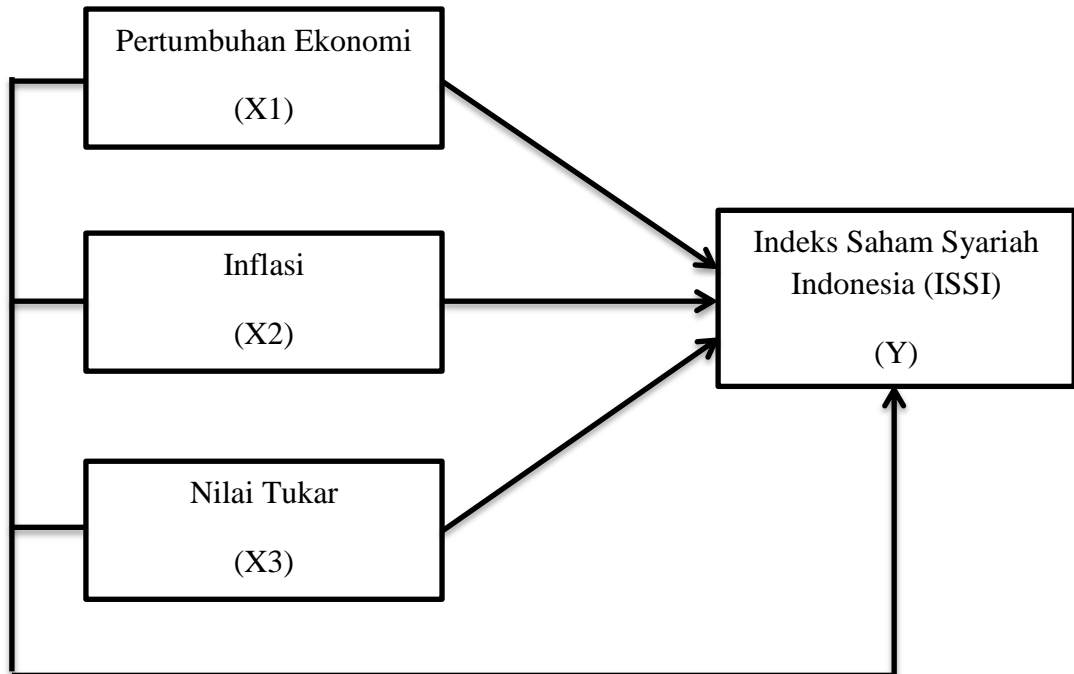 Pertumbuhan Ekonomi
(X1)
Inflasi
(X2)
Nilai Tukar
(X3)
Indeks Saham Syariah
Indonesia (ISSI)
(Y)